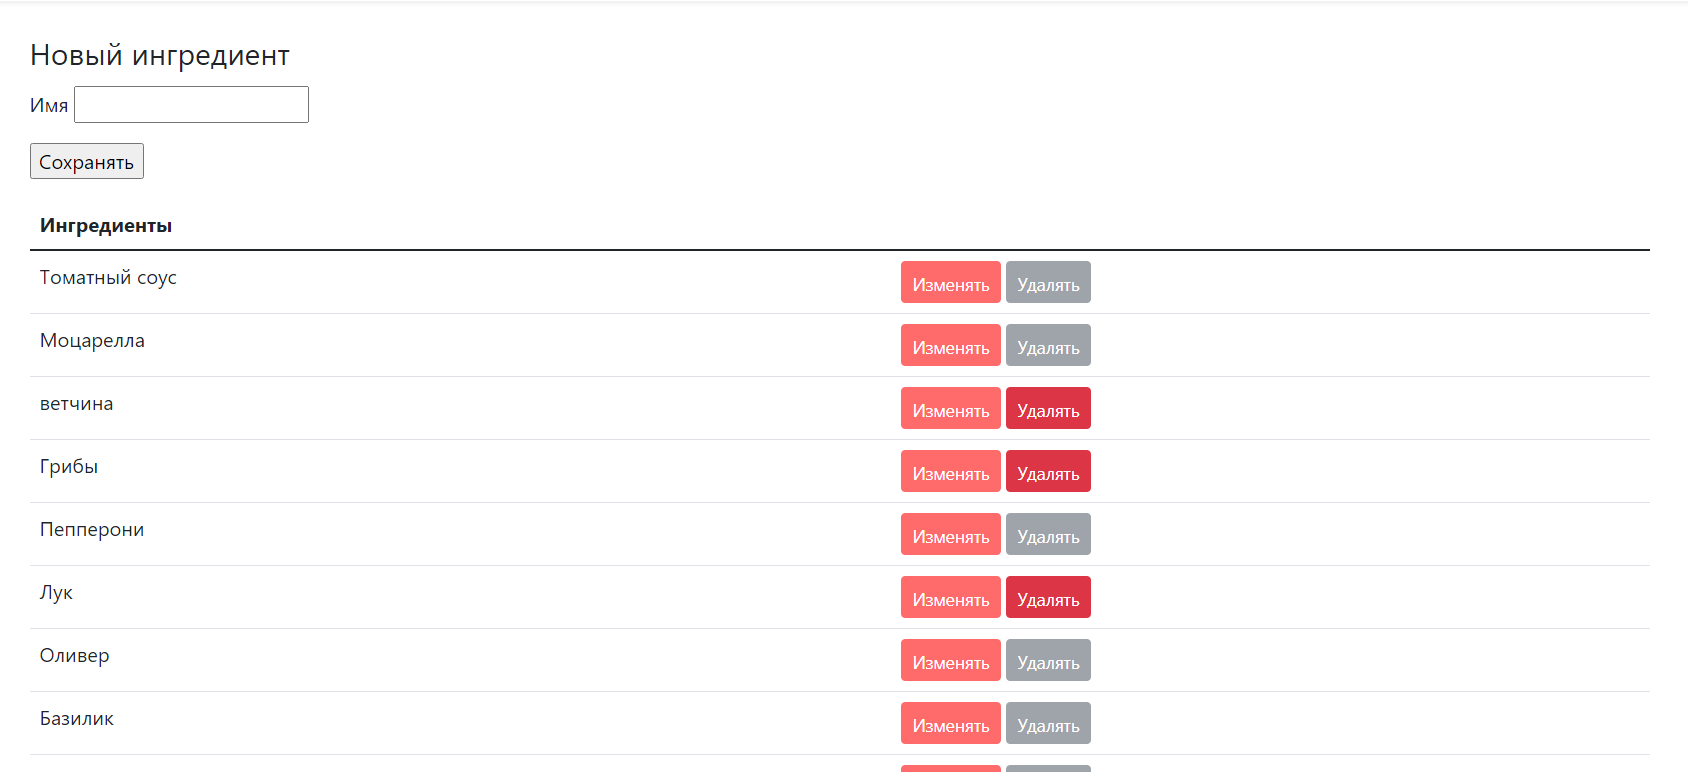 Новый ингредиент
Имя
Сохранять
Ингредиенты
Томатный соус Изменять Удалять
Моцарелла Изменять Удалять
ветчина Изменять Удалять
Грибы Изменять Удалять
Пепперони Изменять Удалять
Лук Изменять Удалять
Оливер Изменять Удалять
Базилик Изменять Удалять